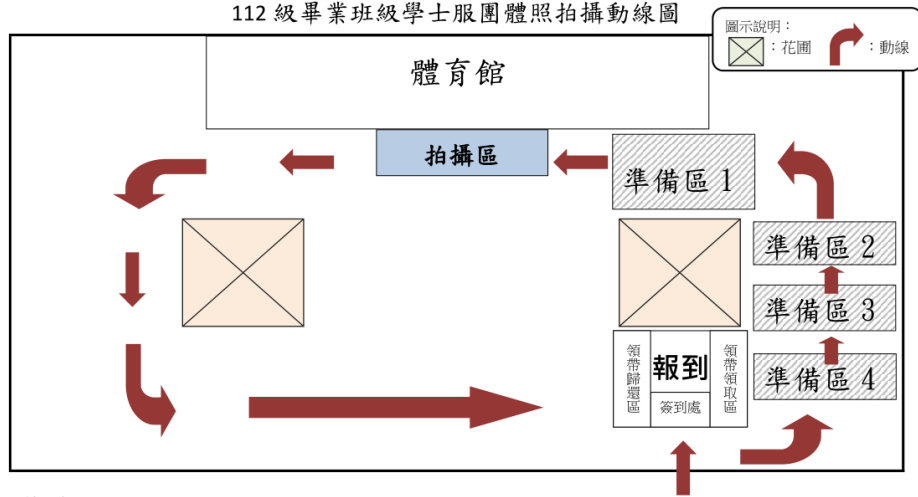 112 級畢業班級學士服團體照拍攝動線圖
圖示說明：
：花圃
：動線
體育館
拍攝區
準備區 1
準備區 2
準備區 3
準備區 4
領帶歸還區
報到
簽到處
領帶領取區